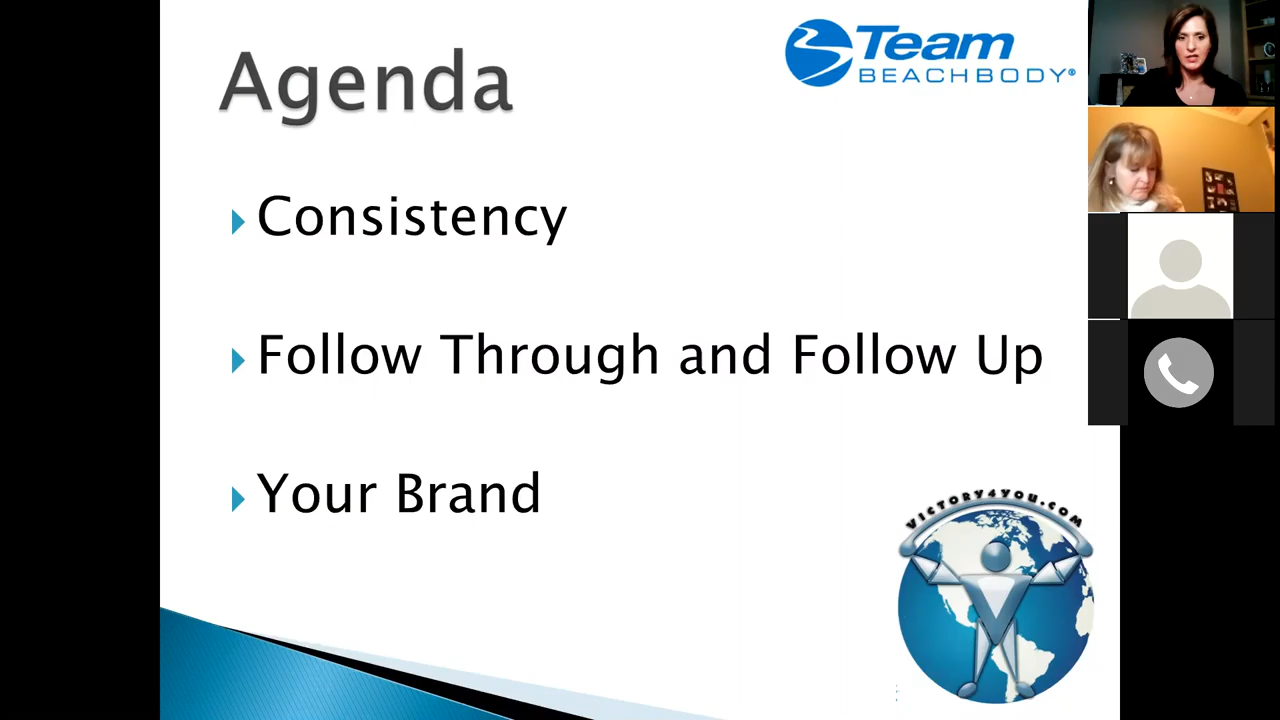 Agenda
Team
BEACHBODY®
Consistency
Follow Through and Follow Up
Your Brand
VICTORY4YOU.COM